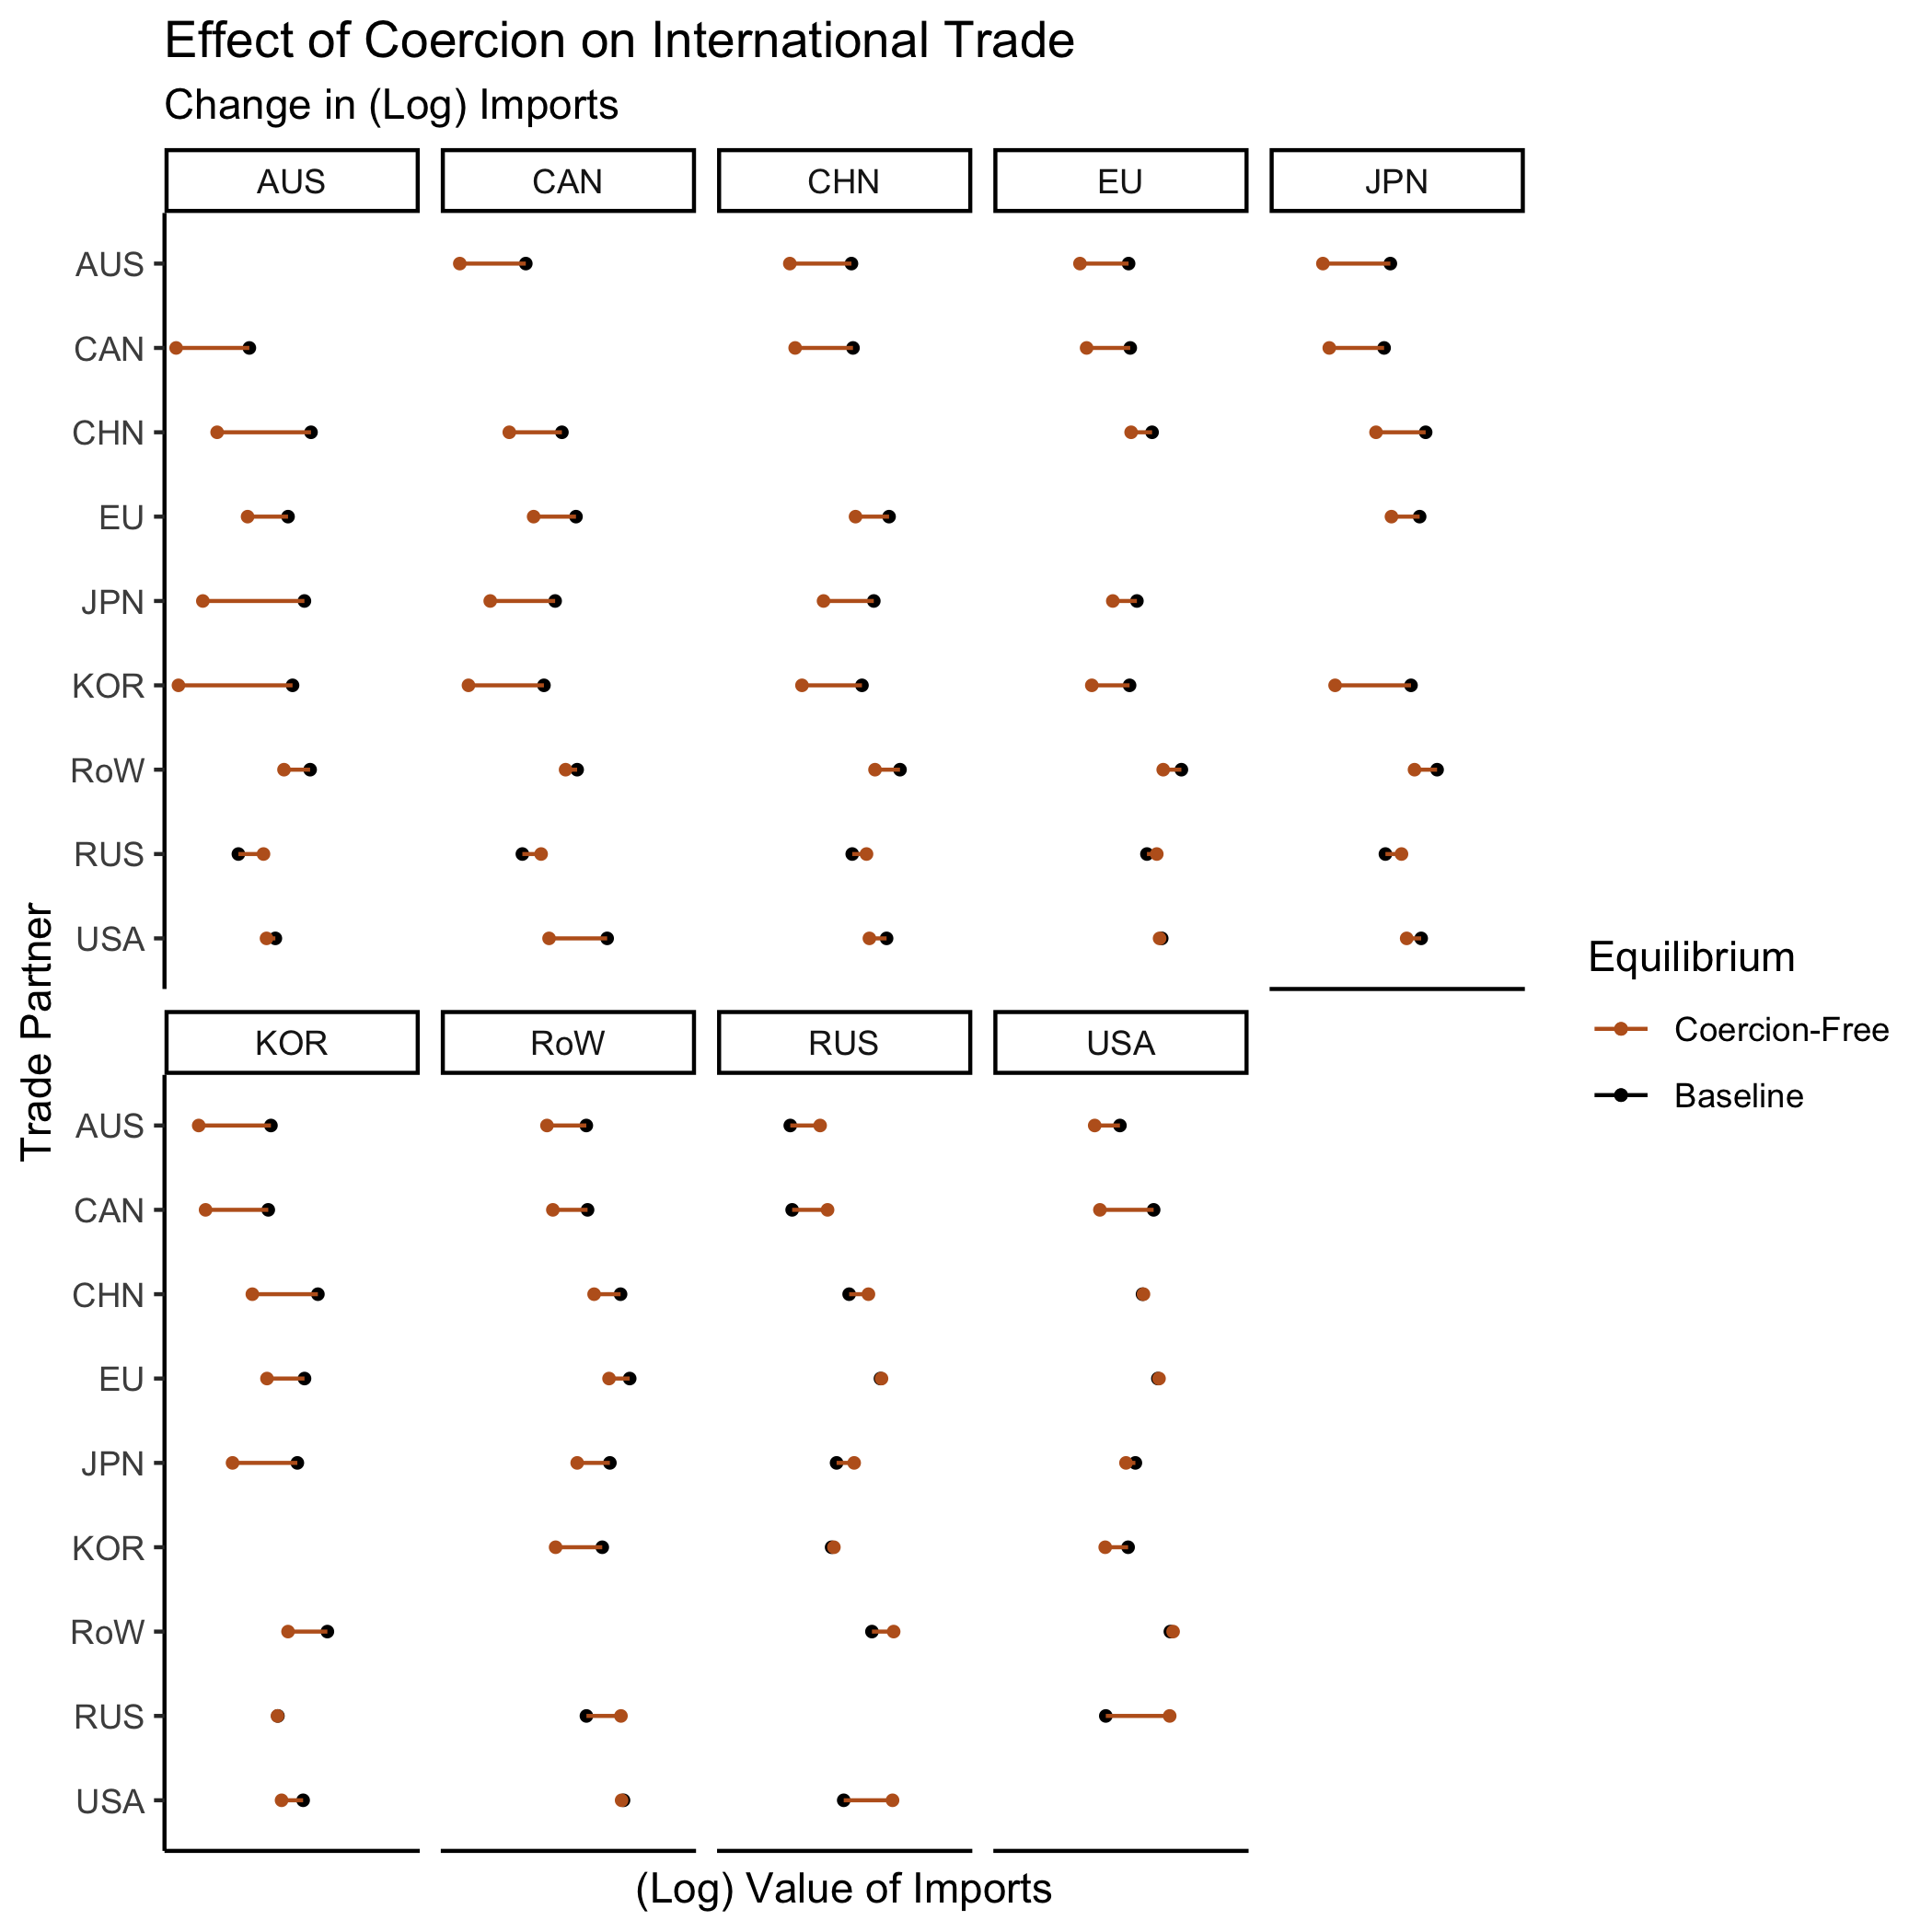 Effect of Coercion on International Trade
Change in (Log) Imports
AUS CAN CHN EU JPN
AUS
CAN
CHN
EU
JPN
KOR
RoW
RUS
USA
KOR RoW RUS USA
AUS
CAN
CHN
EU
JPN
KOR
RoW
RUS
USA
Trade Partner
(Log) Value of Imports
Equilibrium
Coercion-Free
Baseline